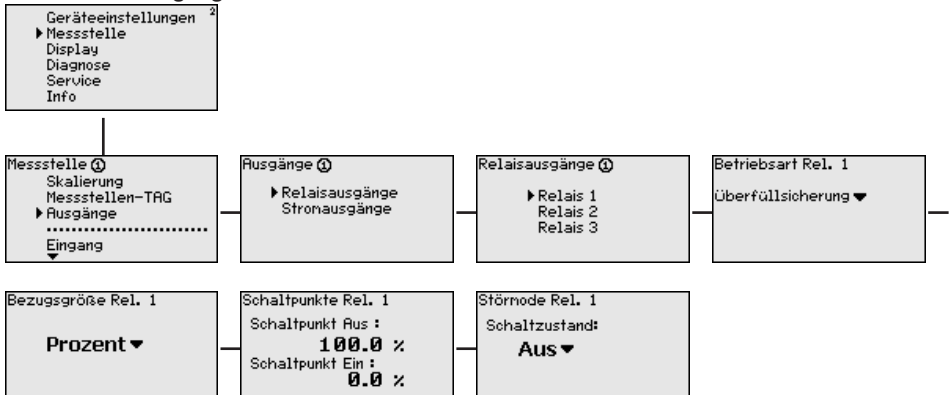 Geräteeinstellungen 2
Messstelle
Display
Diagnose
Service
Info
Messstelle ①
Skalierung
Messstellen-TAG
Ausgänge
Eingang
Ausgänge ①
Relaisausgänge
Stromausgänge
Relaisausgänge ①
Relais 1
Relais 2
Relais 3
Betriebsart Rel. 1
Überfüllsicherung
Bezugsgröße Rel. 1
Prozent
Schaltpunkte Rel. 1
Schaltpunkt Aus :
100.0 %
Schaltpunkt Ein :
0.0 %
Störmode Rel. 1
Schaltzustand:
Aus